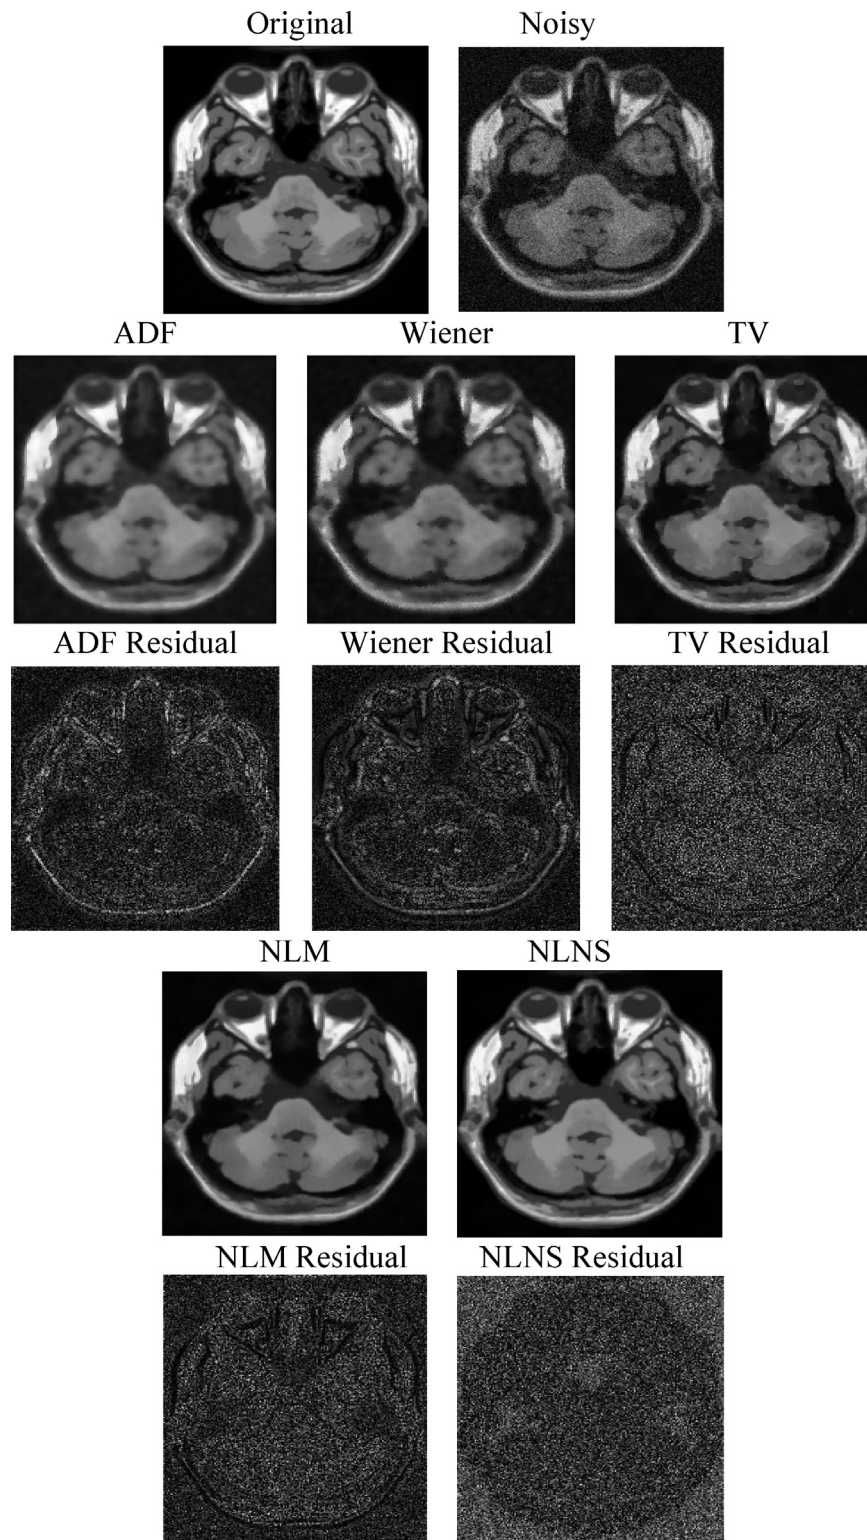 Original Noisy
ADF Wiener TV
ADF Residual Wiener Residual TV Residual
NLM NLNS
NLM Residual NLNS Residual